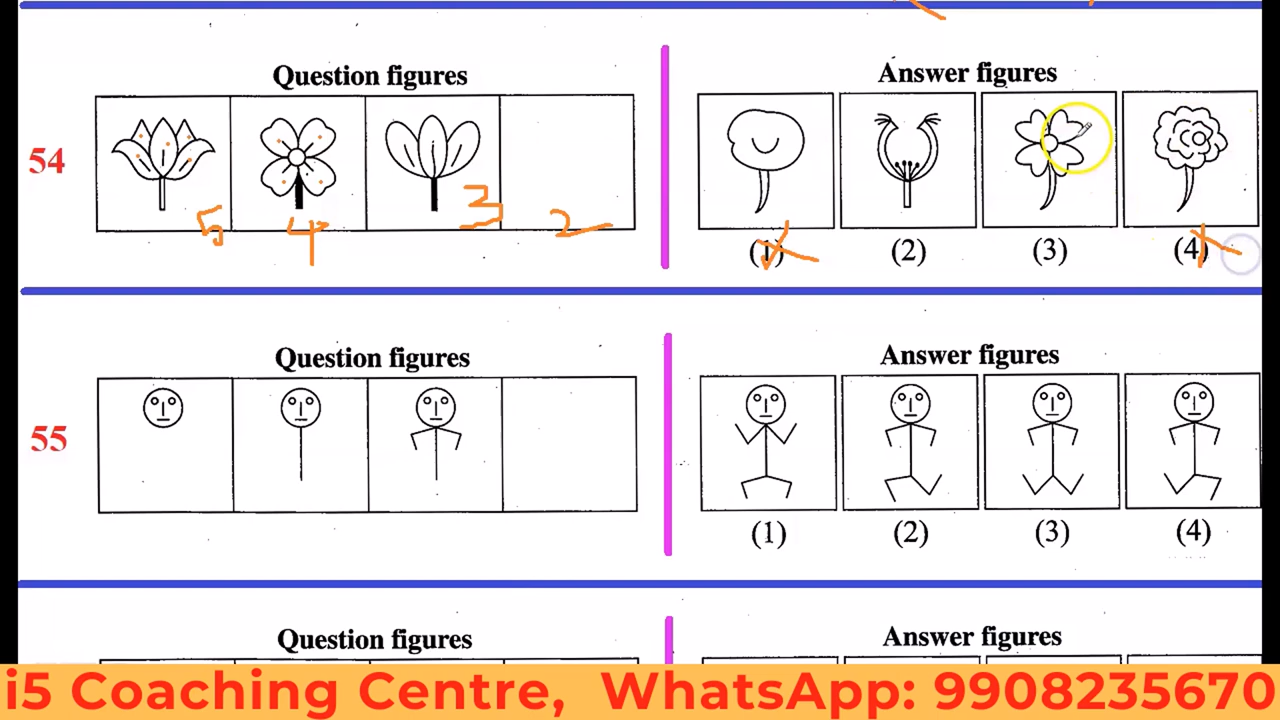 Question figures
Answer figures
54
5 4 3 2
(1) (2) (3) (4)
Question figures
Answer figures
55
(1) (2) (3) (4)
Question figures
Answer figures
i5 Coaching Centre, WhatsApp: 9908235670